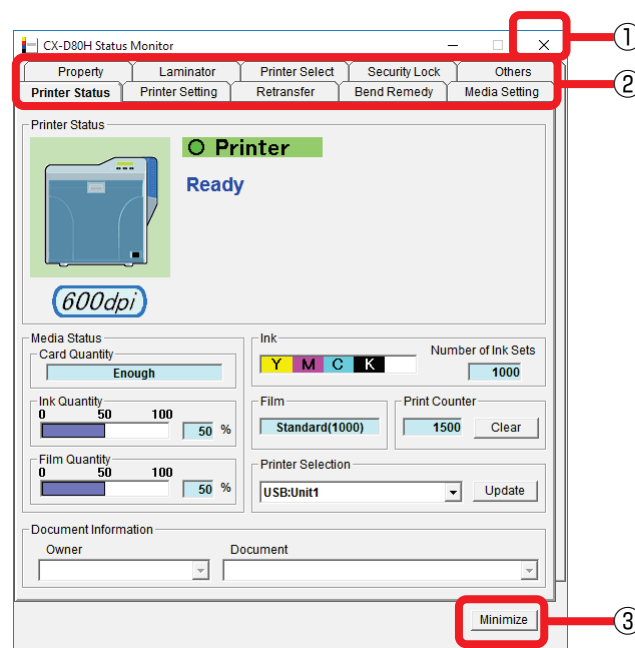 ①
CX-D80H Status Monitor
Property Laminator Printer Select Security Lock Others
②
Printer Status Printer Setting Retransfer Bend Remedy Media Setting
Printer Status
Printer
Ready
600dpi
Media Status
Card Quantity
Enough
Ink
Y M C K
Number of Ink Sets
1000
Ink Quantity
0 50 100
50 %
Film
Standard(1000)
Print Counter
1500 Clear
Film Quantity
0 50 100
50 %
Printer Selection
USB:Unit1 Update
Document Information
Owner Document
Minimize
③